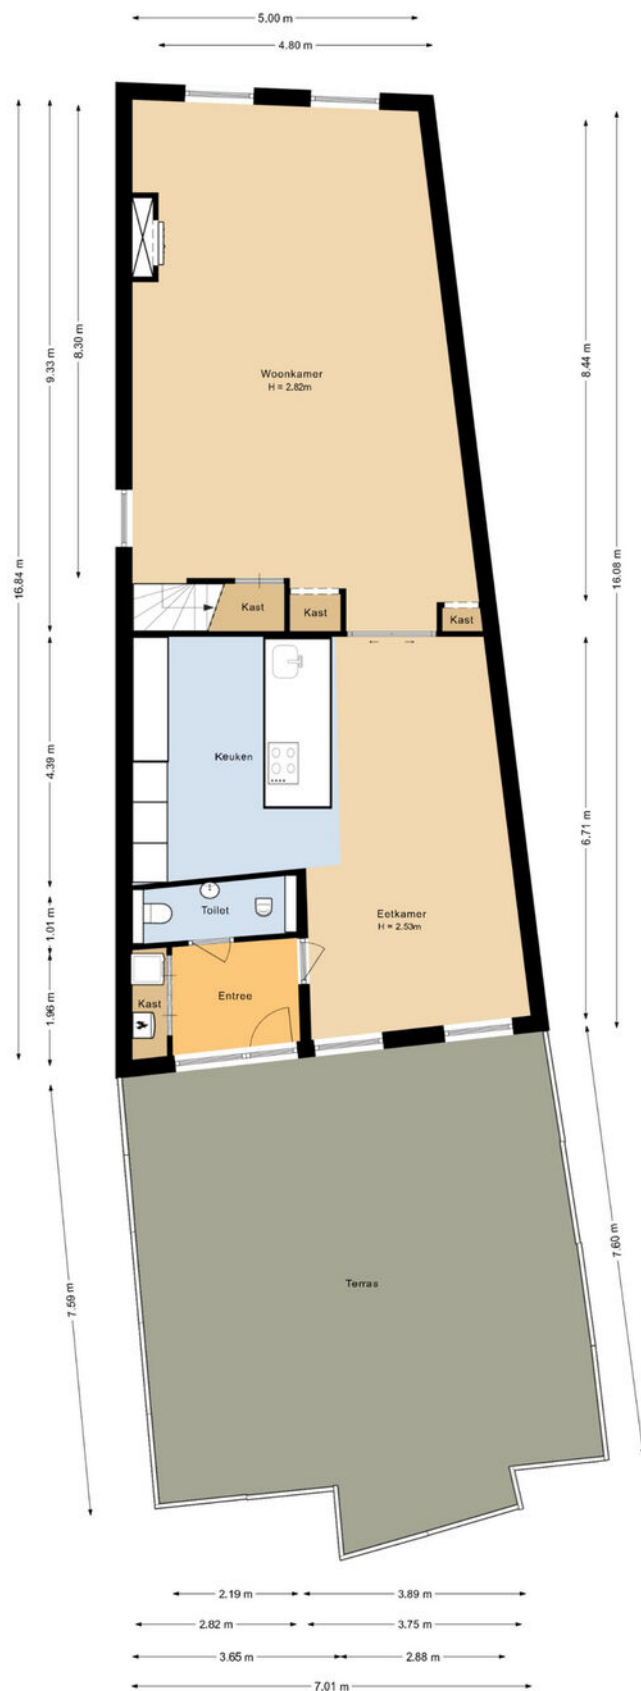 5.00 m
4.80 m
16.84 m
9.33 m
8.30 m
8.44 m
16.08 m
Woonkamer
H = 2.82m
Kast
Kast
Kast
4.39 m
Keuken
6.71 m
Eetkamer
H = 2.53m
Toilet
1.01 m
1.96 m
Kast
Entree
7.59 m
7.60 m
Terras
2.19 m
3.89 m
2.82 m
3.75 m
3.65 m
2.88 m
7.01 m